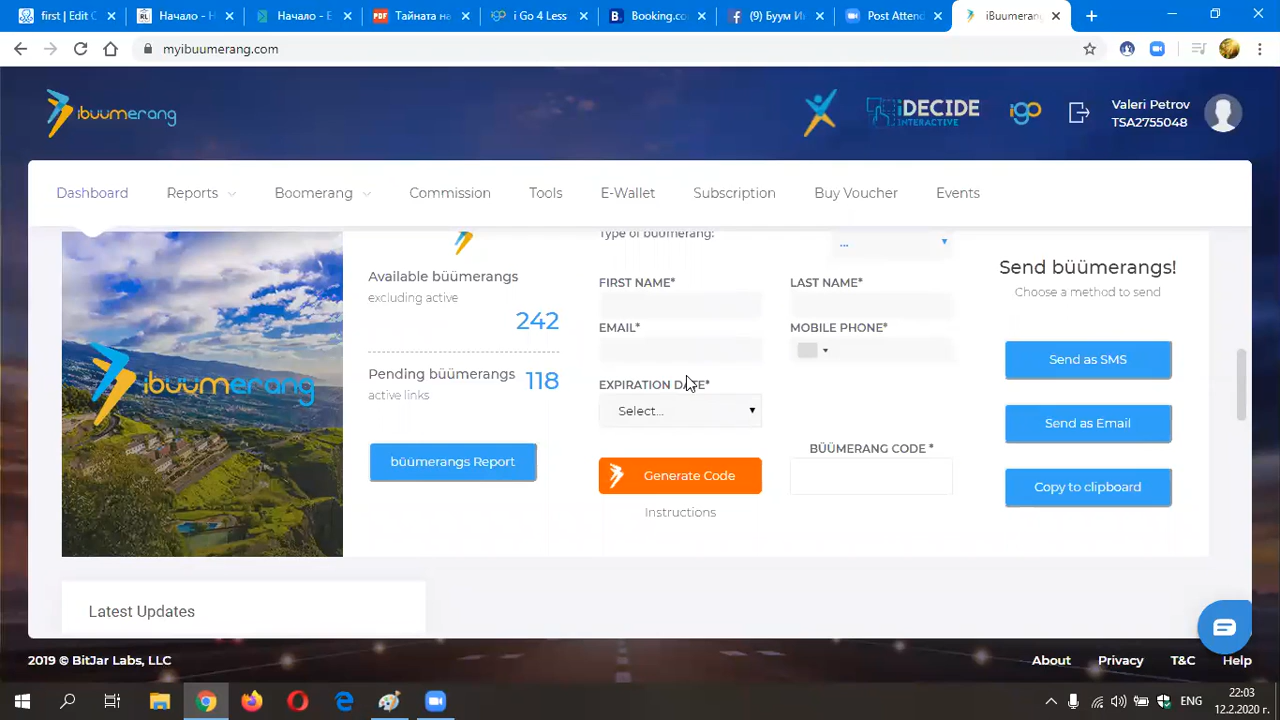 first | Edit C
Начало - Н
Начало - Е
Тайната на
i Go 4 Less
Booking.co
(9) Буум Ин
Post Attend
iBuumerang
myibuumerang.com
ibuumerang
iDECIDE
INTERACTIVE
igo
Valeri Petrov
TSA2755048
Dashboard
Reports
Boomerang
Commission
Tools
E-Wallet
Subscription
Buy Voucher
Events
ibuumerang
Available büümerangs
excluding active
242
Pending büümerangs
118
active links
büümerangs Report
Type of buumerang:
...
FIRST NAME*
LAST NAME*
EMAIL*
MOBILE PHONE*
EXPIRATION DATE*
Select...
BÜÜMERANG CODE *
Generate Code
Instructions
Send büümerangs!
Choose a method to send
Send as SMS
Send as Email
Copy to clipboard
Latest Updates
2019 © BitJar Labs, LLC
About
Privacy
T&C
Help
ENG
22:03
12.2.2020 г.